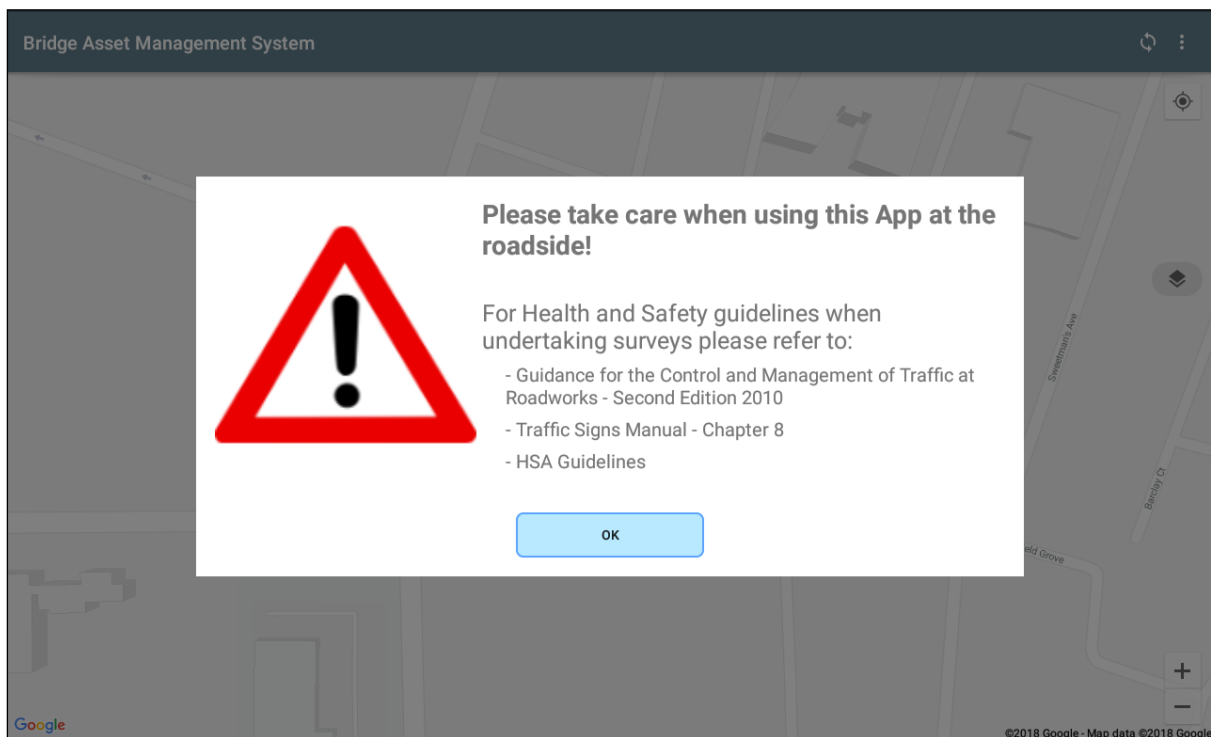 Bridge Asset Management System
Please take care when using this App at the
roadside!
For Health and Safety guidelines when
undertaking surveys please refer to:
- Guidance for the Control and Management of Traffic at
Roadworks - Second Edition 2010
- Traffic Signs Manual - Chapter 8
- HSA Guidelines
OK
Sweetman's Ave
Barclay Ct
eld Grove
Google
©2018 Google - Map data ©2018 Google